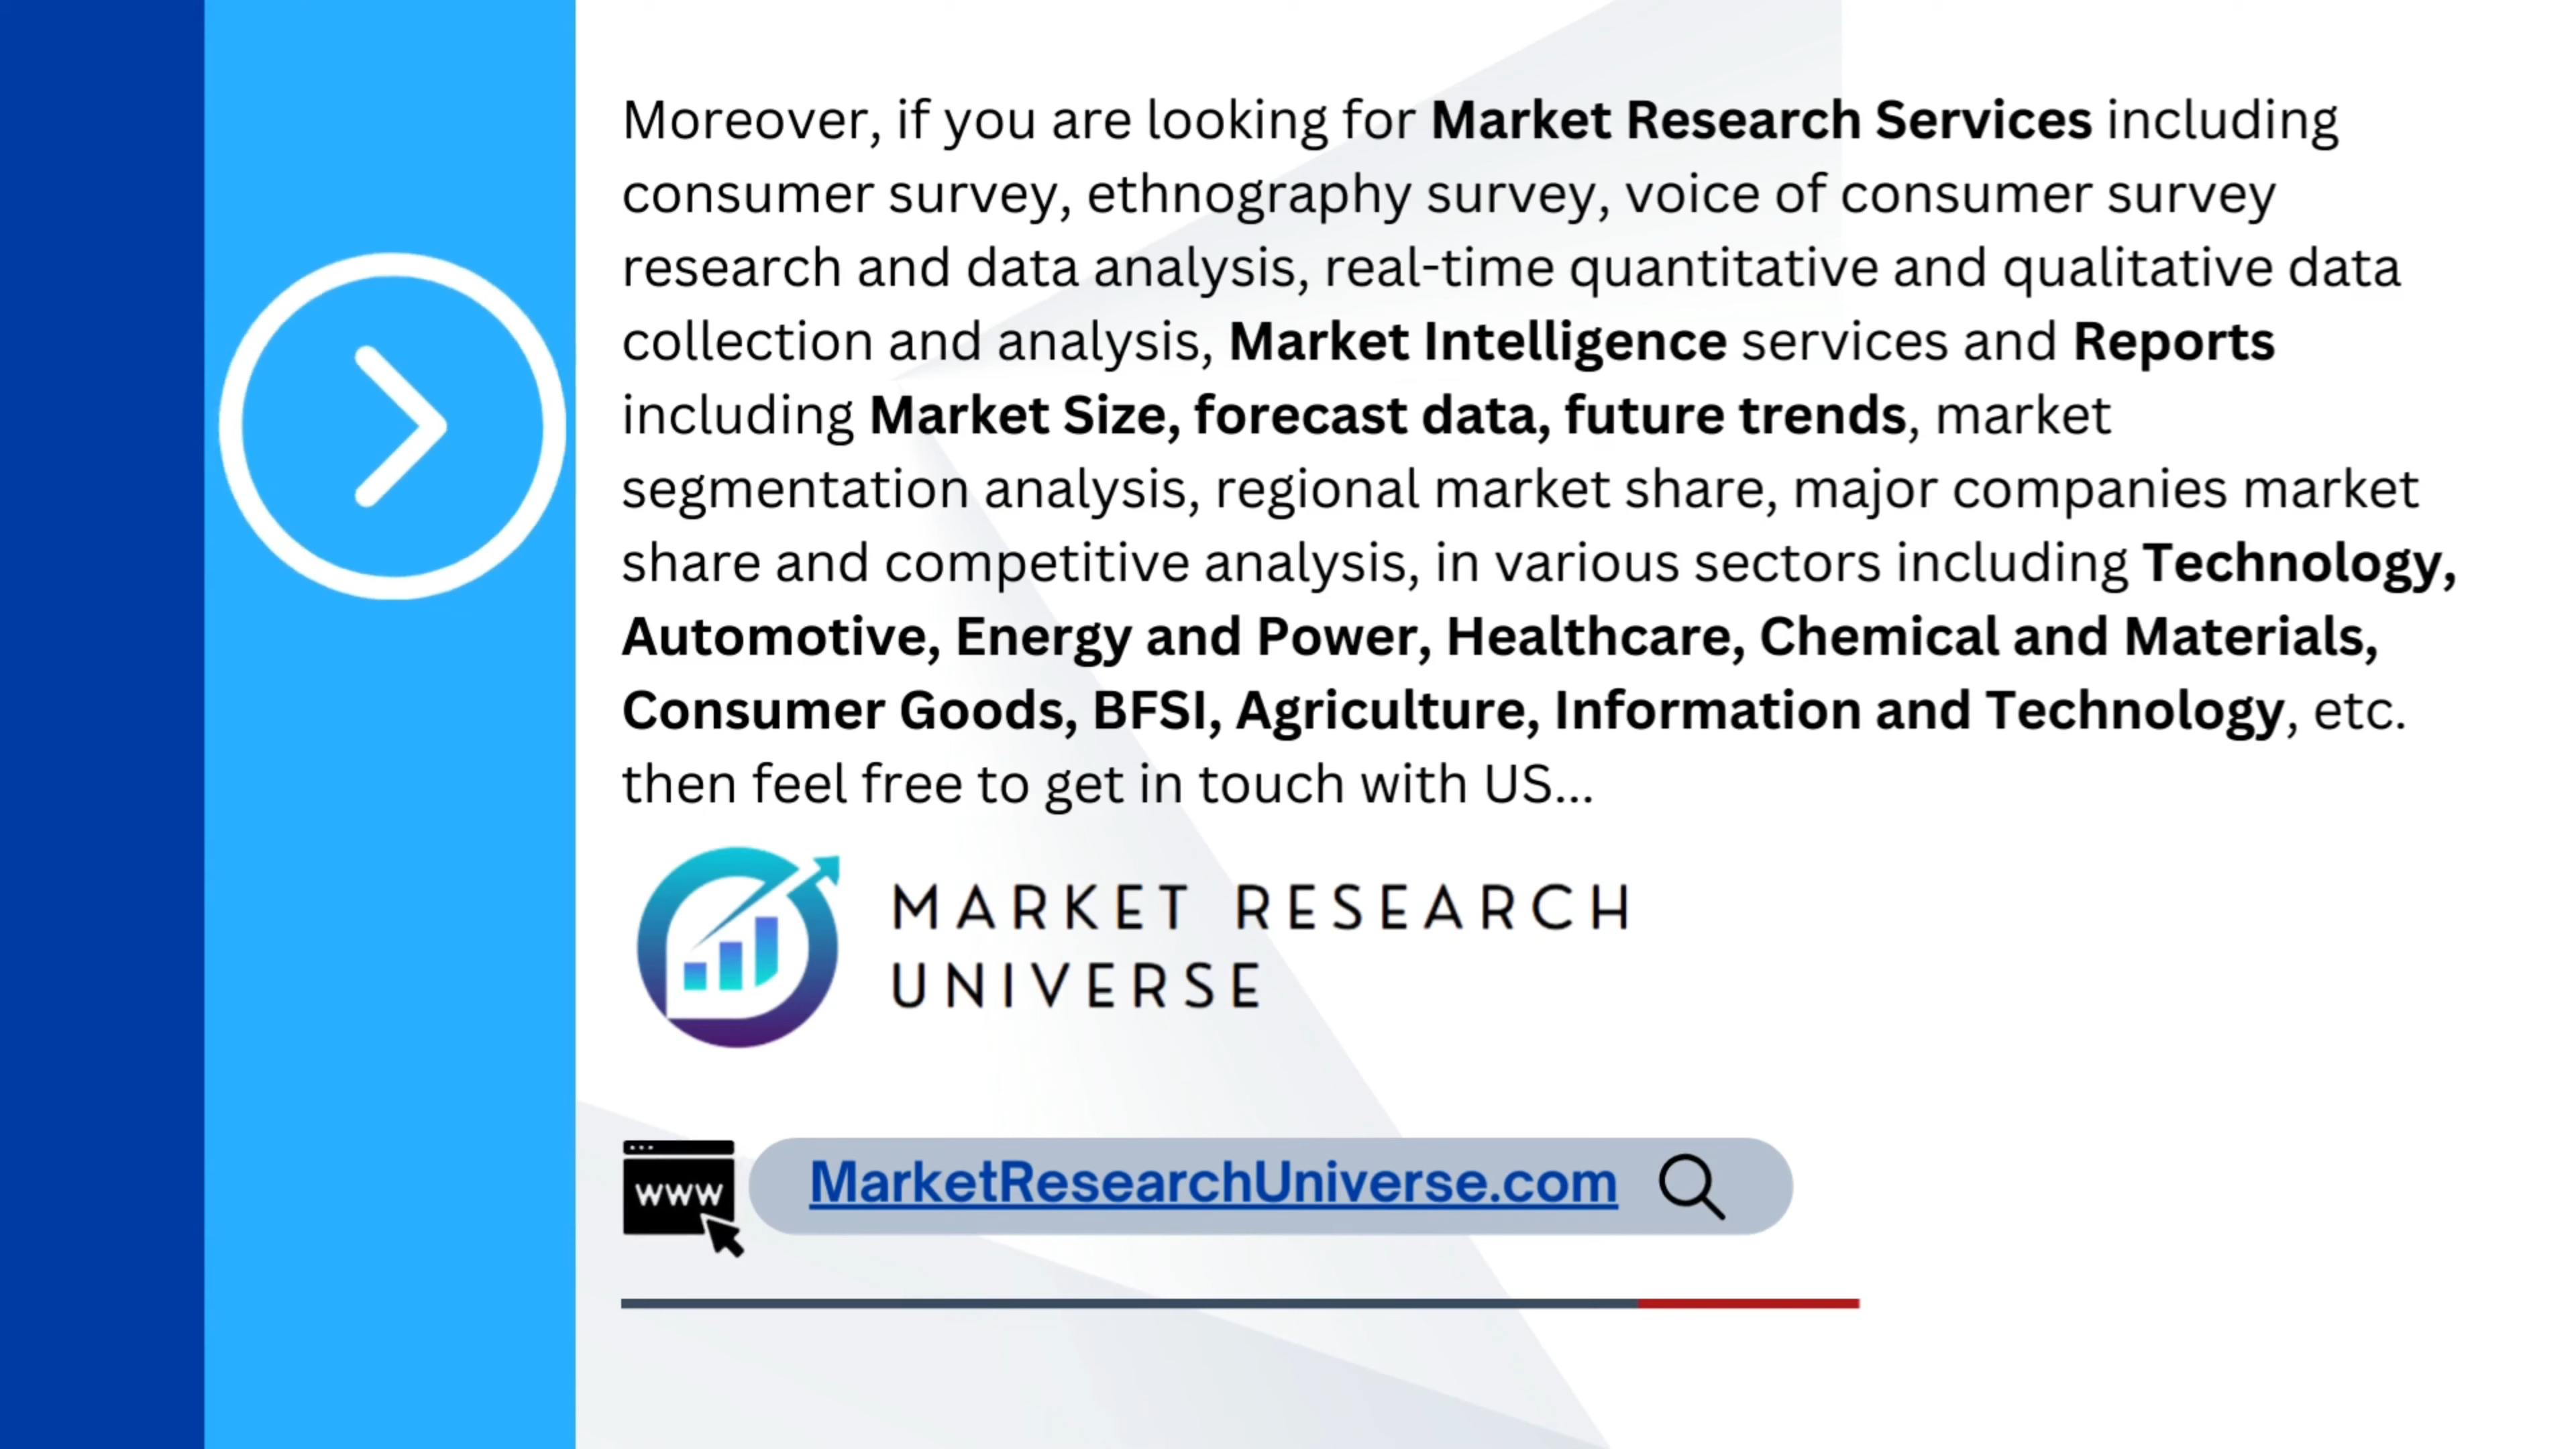 Moreover, if you are looking for Market Research Services including
consumer survey, ethnography survey, voice of consumer survey
research and data analysis, real-time quantitative and qualitative data
collection and analysis, Market Intelligence services and Reports
including Market Size, forecast data, future trends, market
segmentation analysis, regional market share, major companies market
share and competitive analysis, in various sectors including Technology,
Automotive, Energy and Power, Healthcare, Chemical and Materials,
Consumer Goods, BFSI, Agriculture, Information and Technology, etc.
then feel free to get in touch with US...
MARKET RESEARCH
UNIVERSE
WWW
MarketResearchUniverse.com